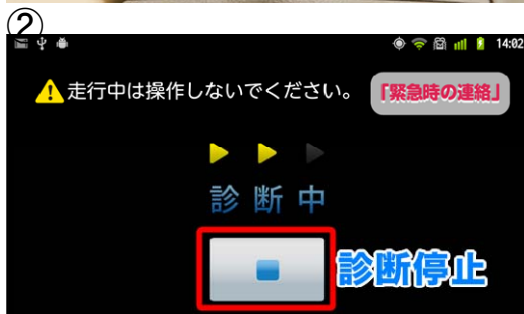 ②
14:02
走行中は操作しないでください。
「緊急時の連絡」
診断中
診断停止